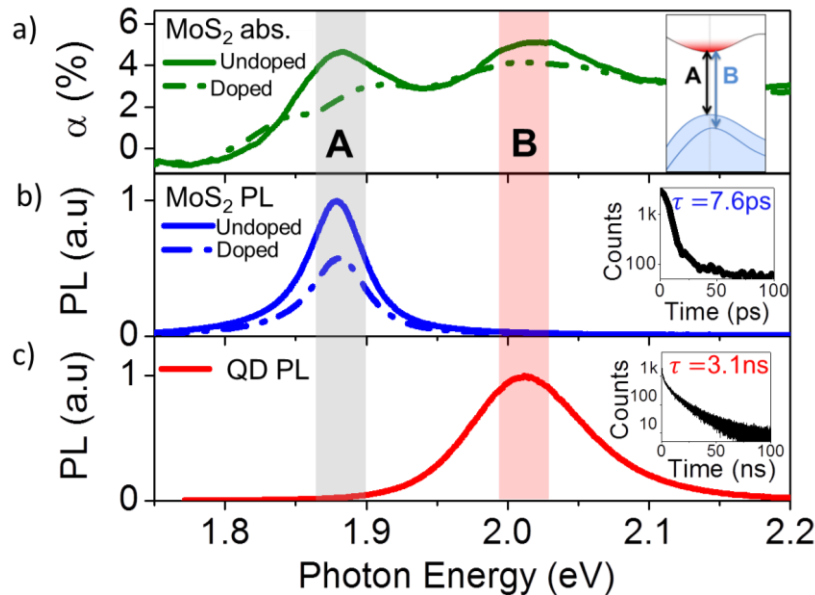 a)
MoS₂ abs.
Undoped
Doped
α (%)
6
4
2
0
A
B
A
B
b)
MoS₂ PL
Undoped
Doped
PL (a.u)
1
0
τ =7.6ps
Counts
1k
100
0 50 100
Time (ps)
c)
QD PL
PL (a.u)
1
0
τ =3.1ns
Counts
1k
100
10
0 50 100
Time (ns)
1.8 1.9 2.0 2.1 2.2
Photon Energy (eV)